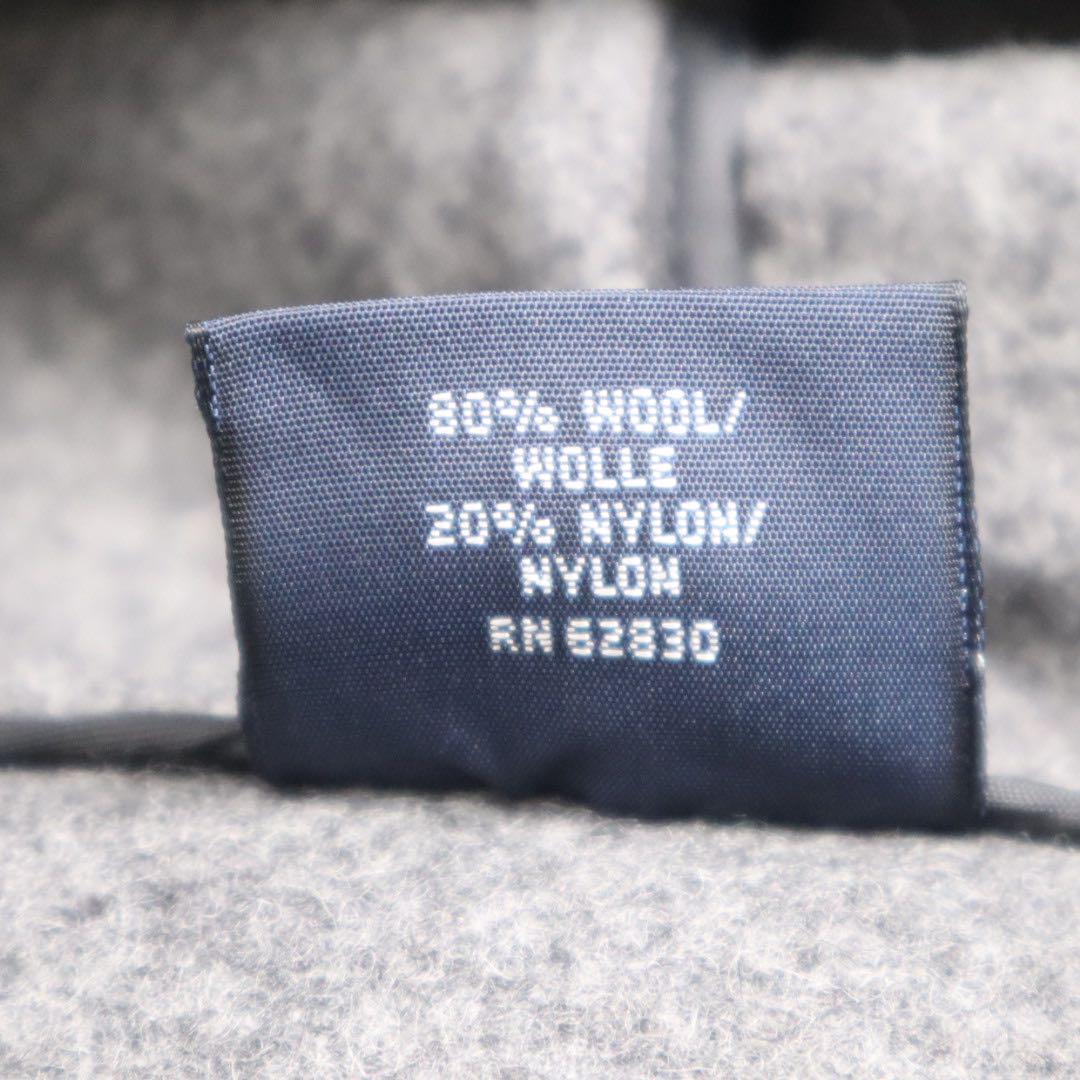 80% WOOL/
WOLLE
20% NYLON/
NYLON
RN 62830